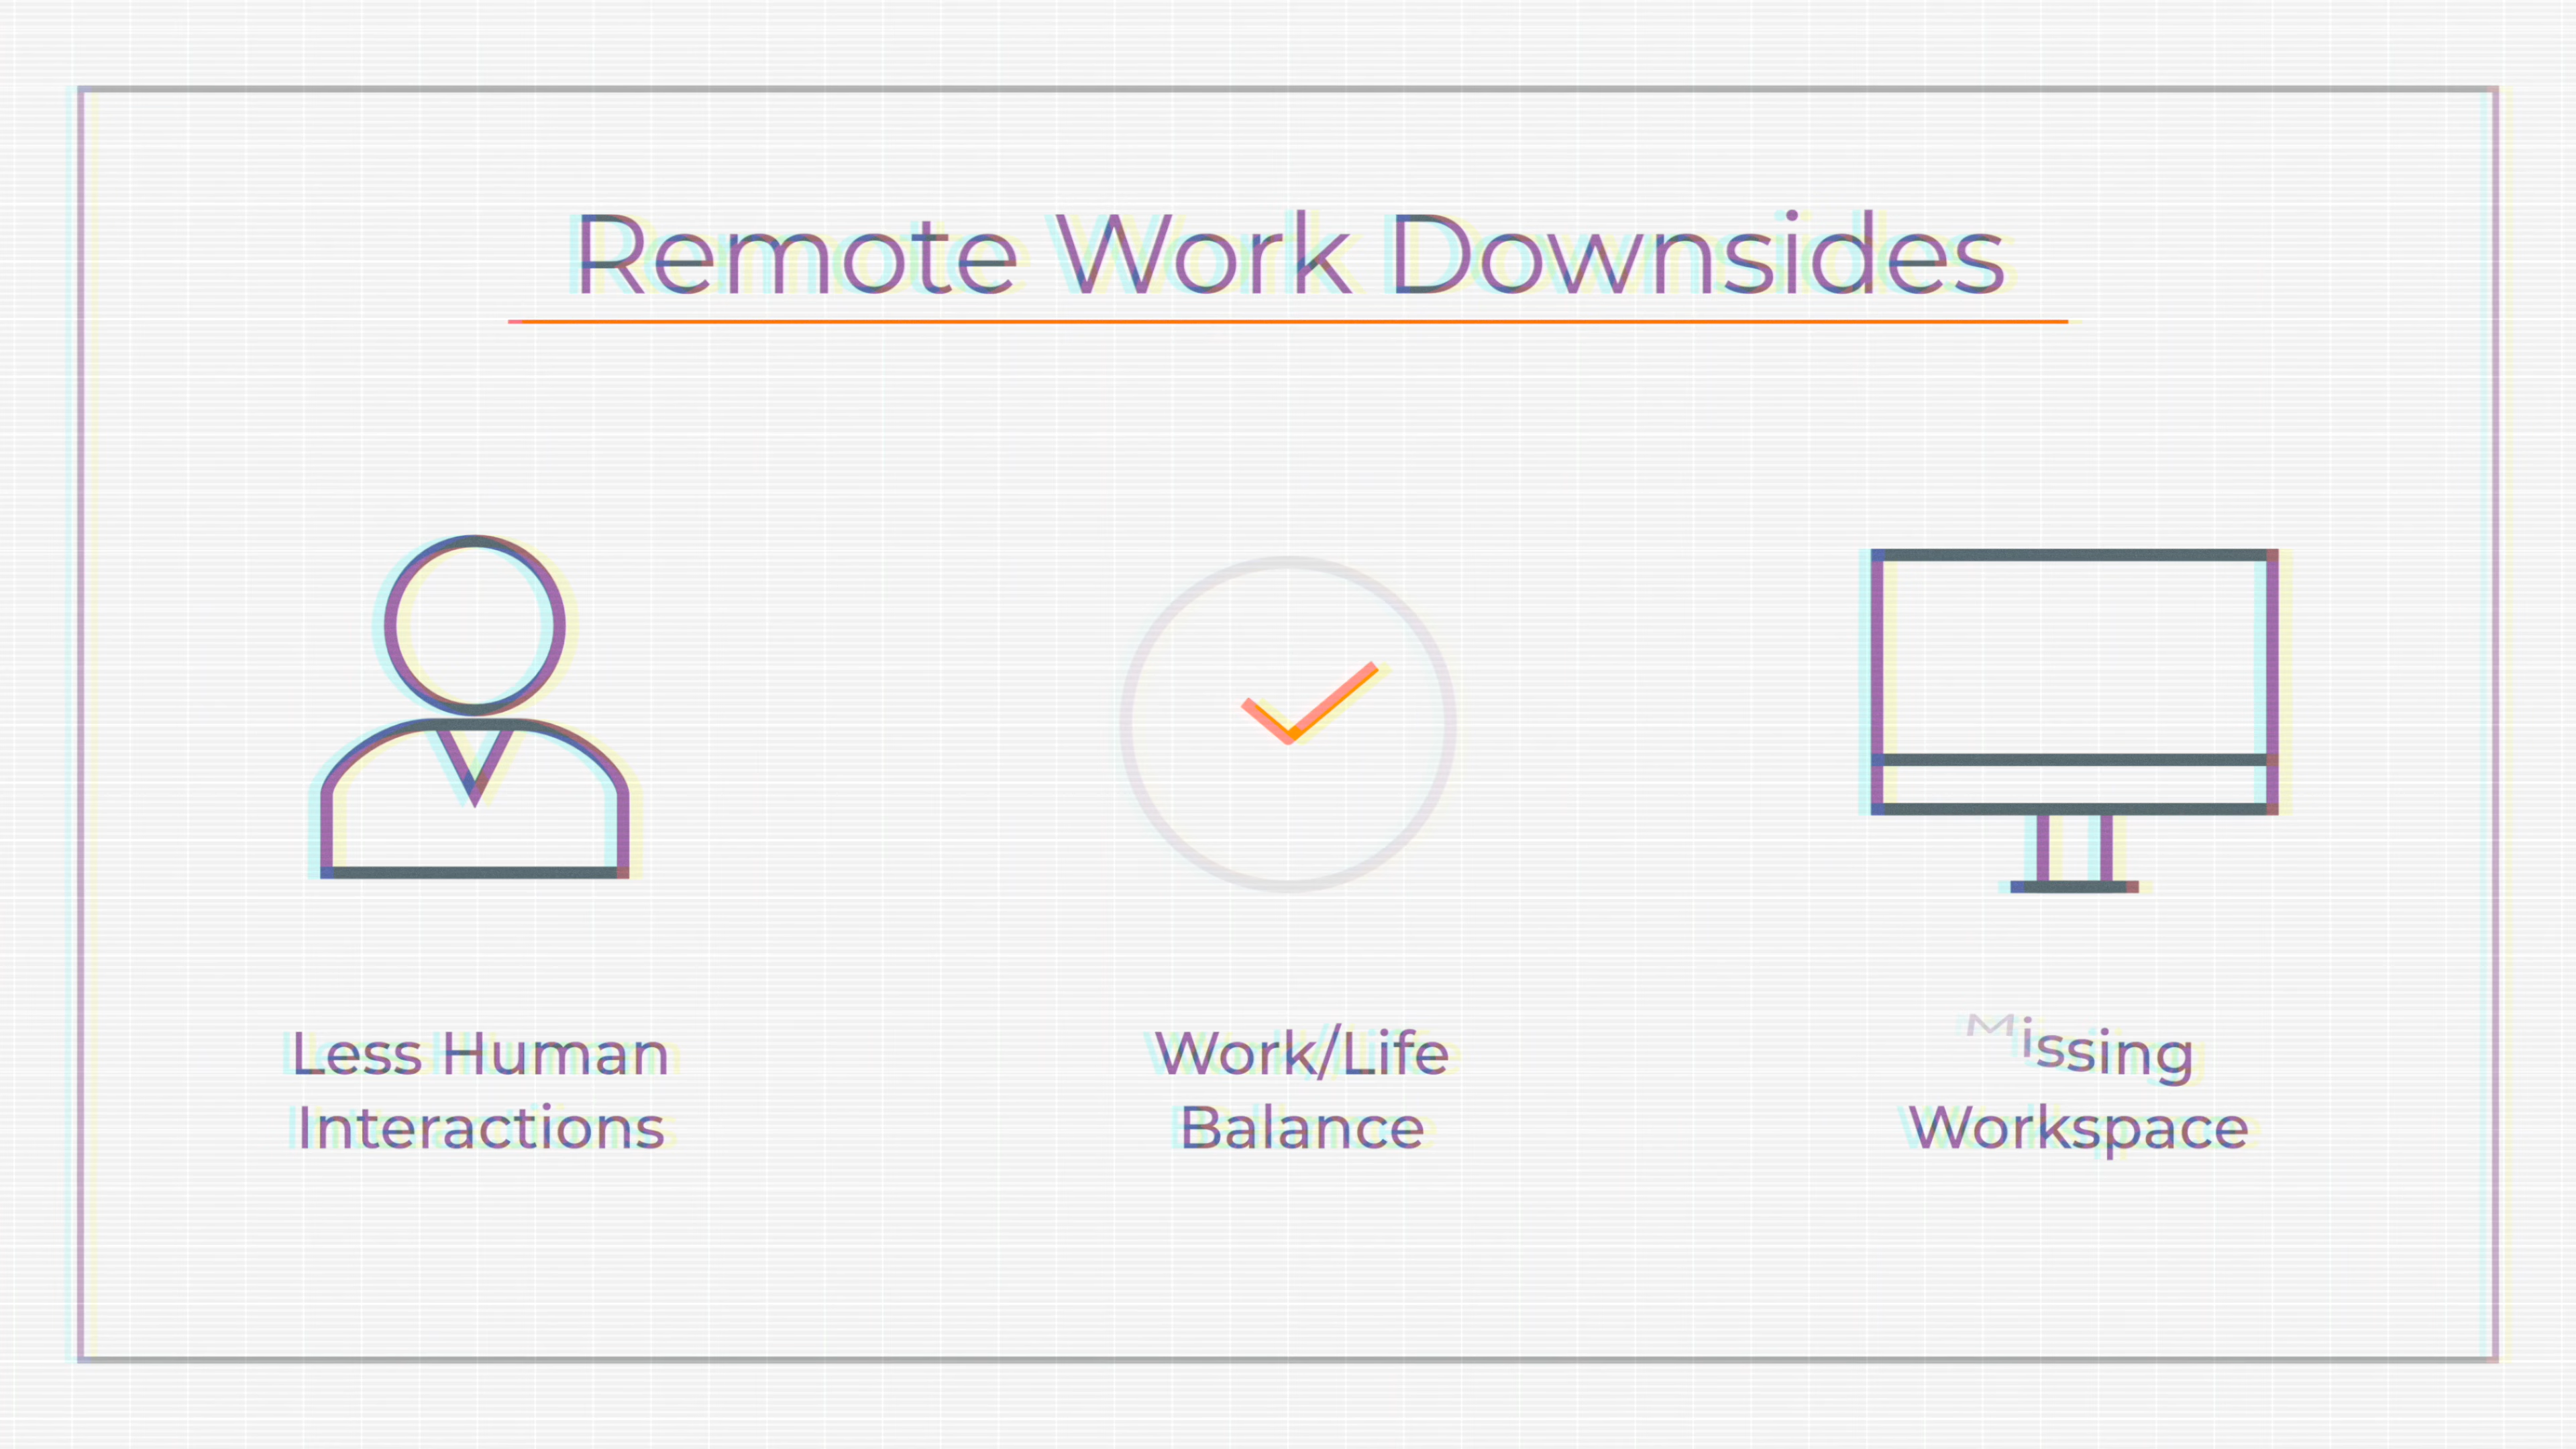 Remote Work Downsides
Less Human
Interactions
Work/Life
Balance
Missing
Workspace